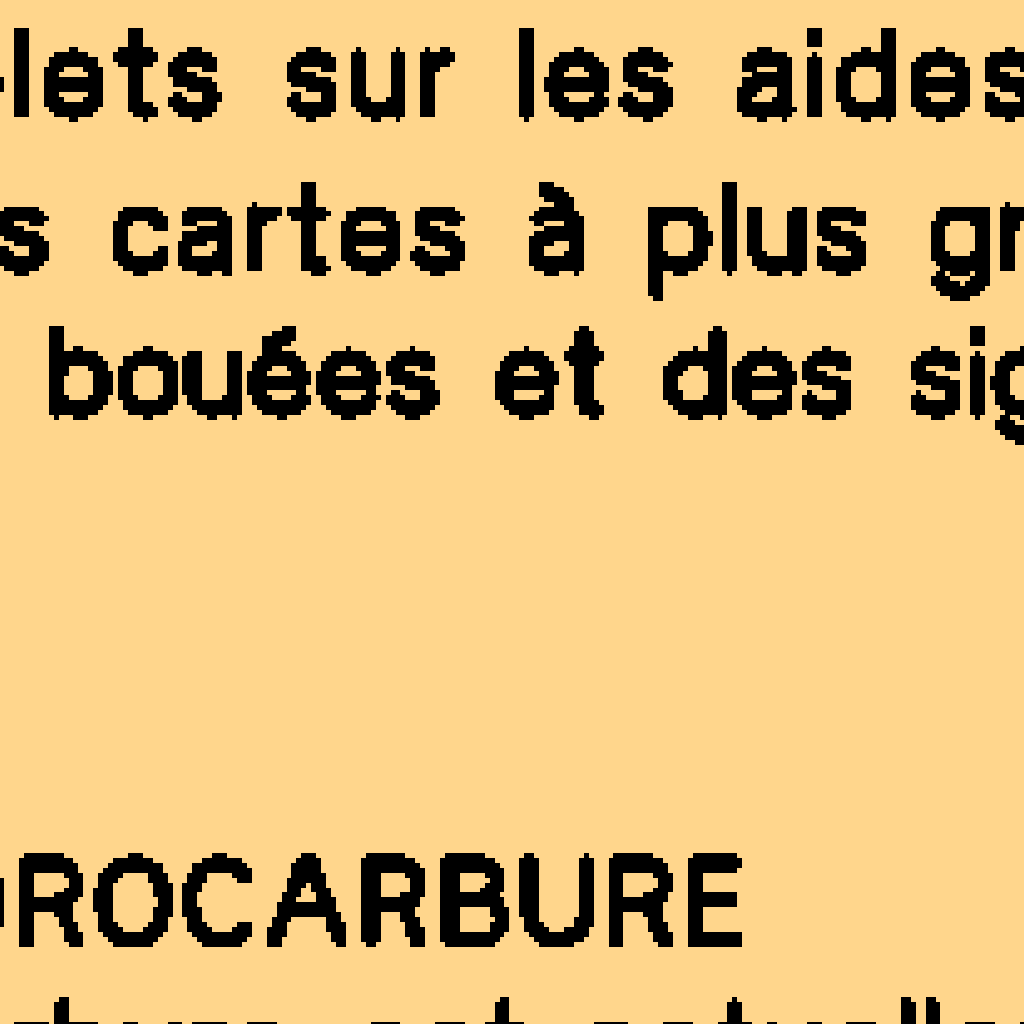 lets sur les aides
s cartes à plus gr
bouées et des sig
ROCARBURE